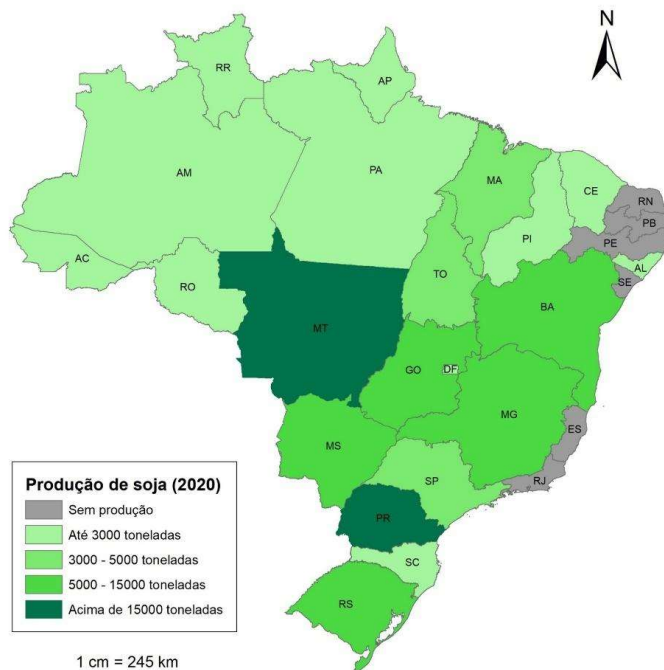 N
RR
AP
AM
PA
MA
CE
RN
PB
PE
PI
AL
SE
AC
RO
TO
BA
MT
GO
DF
MG
ES
MS
SP
RJ
PR
SC
RS
Produção de soja (2020)
Sem produção
Até 3000 toneladas
3000 - 5000 toneladas
5000 - 15000 toneladas
Acima de 15000 toneladas
1 cm = 245 km